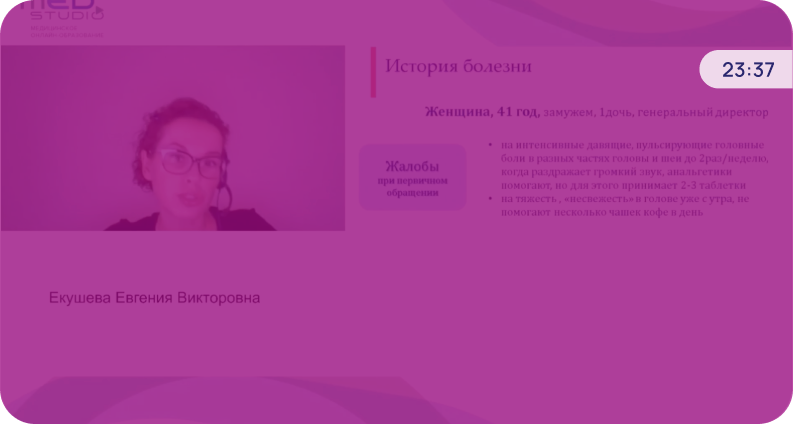 MED
STUDIO
История болезни
23:37
Женщина, 41 год, замужем, 1дочь, генеральный директор
Жалобы
при первичном
обращении
• на интенсивные давящие, пульсирующие головные
боли в разных частях головы и шеи до 2раз/неделю,
когда раздражает громкий звук, анальгетики
помогают, но для этого принимает 2-3 таблетки
• на тяжесть , «несвежесть» в голове уже с утра, не
помогают несколько чашек кофе в день
Екушева Евгения Викторовна